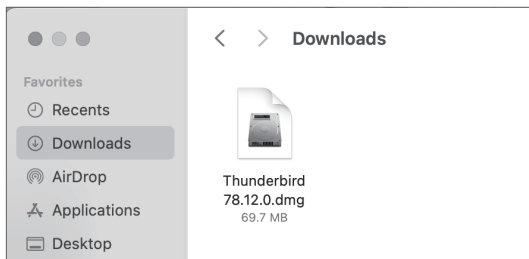 Downloads
Favorites
Recents
Downloads
AirDrop
Applications
Desktop
Thunderbird
78.12.0.dmg
69.7 MB